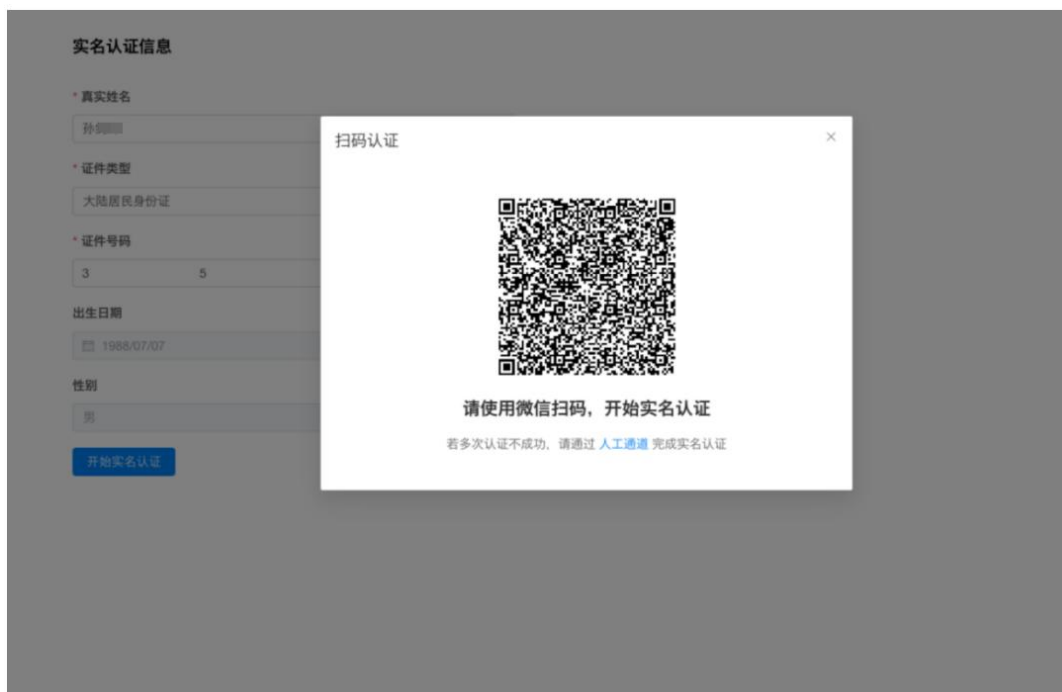 实名认证信息
* 真实姓名
孙
* 证件类型
大陆居民身份证
* 证件号码
3 5
出生日期
1988/07/07
性别
男
开始实名认证
扫码认证
请使用微信扫码，开始实名认证
若多次认证不成功，请通过 人工通道 完成实名认证